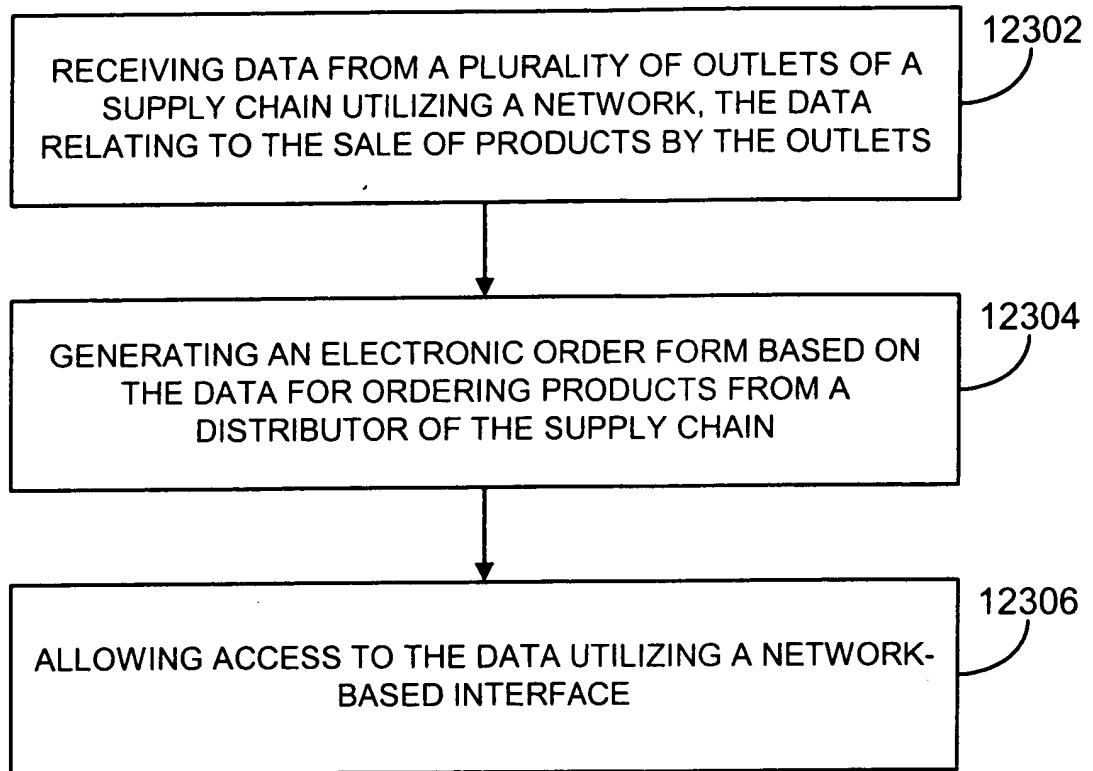 12302
RECEIVING DATA FROM A PLURALITY OF OUTLETS OF A
SUPPLY CHAIN UTILIZING A NETWORK, THE DATA
RELATING TO THE SALE OF PRODUCTS BY THE OUTLETS
12304
GENERATING AN ELECTRONIC ORDER FORM BASED ON
THE DATA FOR ORDERING PRODUCTS FROM A
DISTRIBUTOR OF THE SUPPLY CHAIN
12306
ALLOWING ACCESS TO THE DATA UTILIZING A NETWORK-
BASED INTERFACE